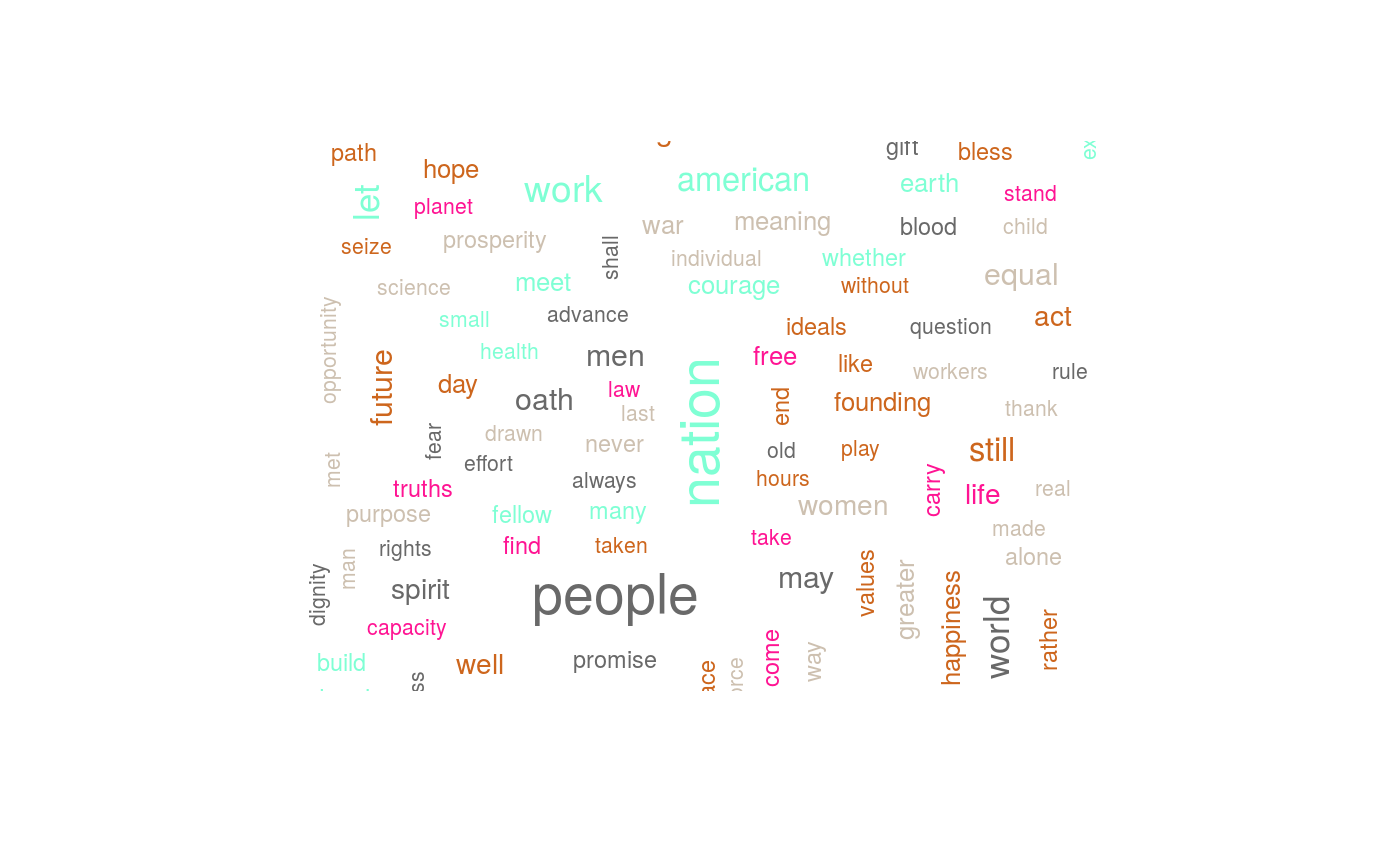 path
hope
gift
bless
ex
let
planet
work
american
earth
stand
seize
prosperity
shall
war
meaning
blood
child
individual
whether
science
meet
courage
without
equal
opportunity
small
advance
ideals
question
act
health
men
free
like
workers
rule
future
day
oath
law
last
nation
end
founding
thank
fear
drawn
never
old
play
still
met
effort
always
hours
carry
life
real
truths
purpose
fellow
many
women
made
rights
find
taken
take
alone
dignity
man
spirit
people
may
values
greater
happiness
world
rather
capacity
build
well
promise
come
way
ss
ace
orce